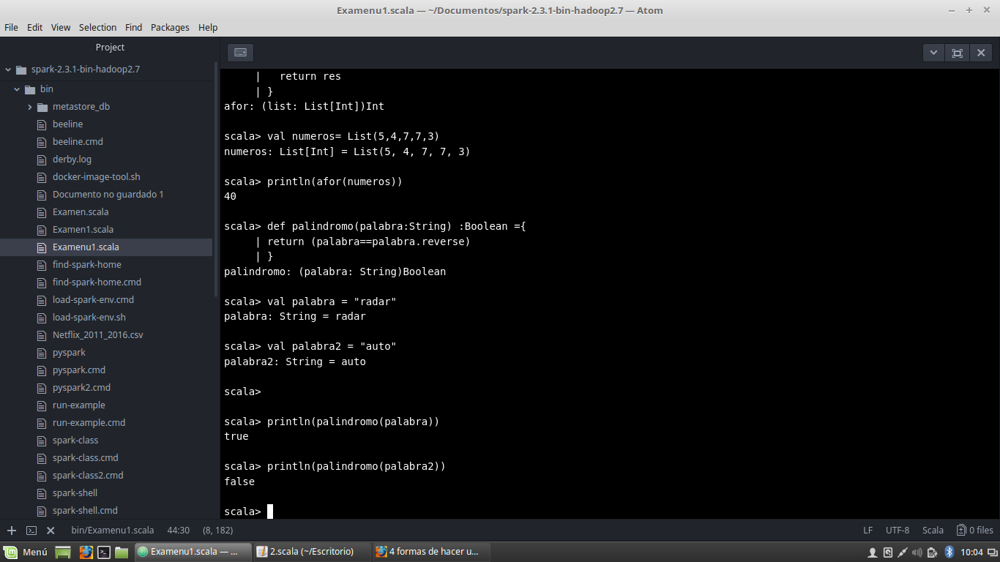 Examenu1.scala — ~/Documentos/spark-2.3.1-bin-hadoop2.7 — Atom
File Edit View Selection Find Packages Help
Project
spark-2.3.1-bin-hadoop2.7
bin
metastore_db
beeline
beeline.cmd
derby.log
docker-image-tool.sh
Documento no guardado 1
Examen.scala
Examen1.scala
Examenu1.scala
find-spark-home
find-spark-home.cmd
load-spark-env.cmd
load-spark-env.sh
Netflix_2011_2016.csv
pyspark
pyspark.cmd
pyspark2.cmd
run-example
run-example.cmd
spark-class
spark-class.cmd
spark-class2.cmd
spark-shell
spark-shell.cmd
     |   return res
     | }
afor: (list: List[Int])Int
scala> val numeros= List(5,4,7,7,3)
numeros: List[Int] = List(5, 4, 7, 7, 3)
scala> println(afor(numeros))
40
scala> def palindromo(palabra:String) :Boolean ={
     | return (palabra==palabra.reverse)
     | }
palindromo: (palabra: String)Boolean
scala> val palabra = "radar"
palabra: String = radar
scala> val palabra2 = "auto"
palabra2: String = auto
scala>
scala> println(palindromo(palabra))
true
scala> println(palindromo(palabra2))
false
scala>
bin/Examenu1.scala 44:30 (8, 182) LF UTF-8 Scala 0 files
Menú Examenu1.scala — ... 2.scala (~/Escritorio) 4 formas de hacer u... 10:04